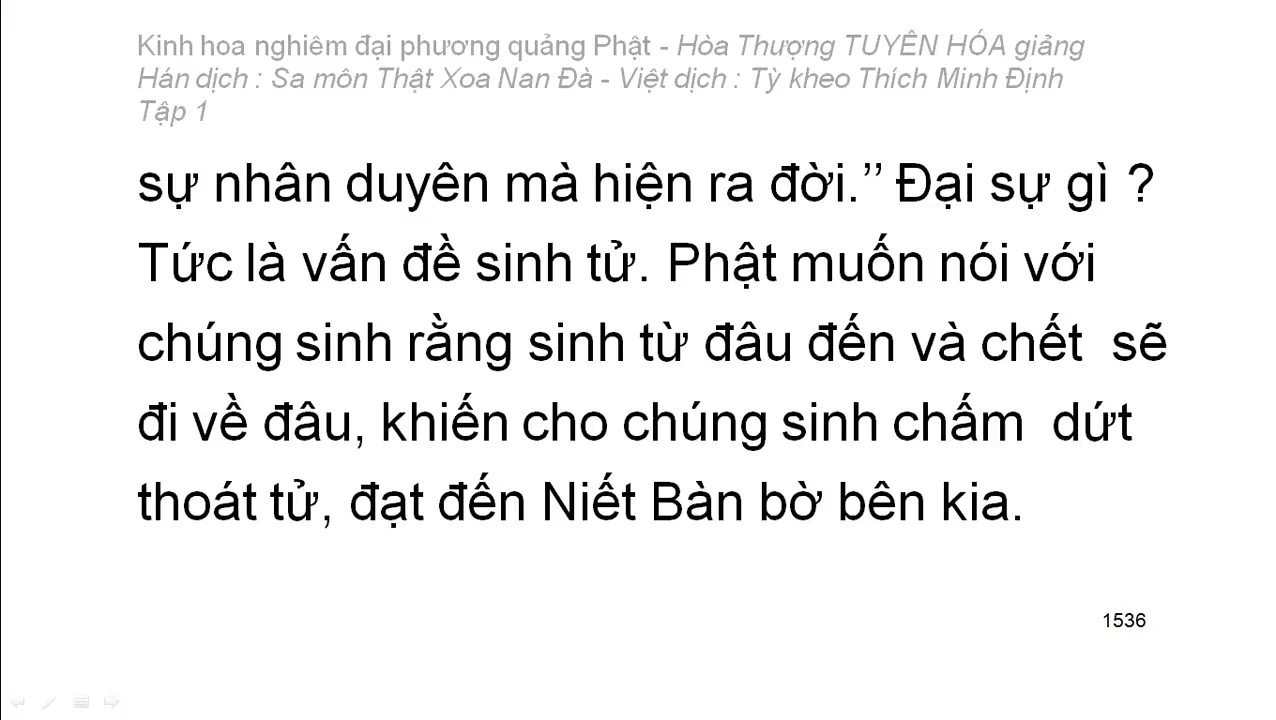 Kinh hoa nghiêm đại phương quảng Phật - Hòa Thượng TUYÊN HÓA giảng
Hán dịch : Sa môn Thật Xoa Nan Đà - Việt dịch : Tỳ kheo Thích Minh Định
Tập 1
sự nhân duyên mà hiện ra đời.’’ Đại sự gì ?
Tức là vấn đề sinh tử. Phật muốn nói với
chúng sinh rằng sinh từ đâu đến và chết  sẽ
đi về đâu, khiến cho chúng sinh chấm  dứt
thoát tử, đạt đến Niết Bàn bờ bên kia.
1536